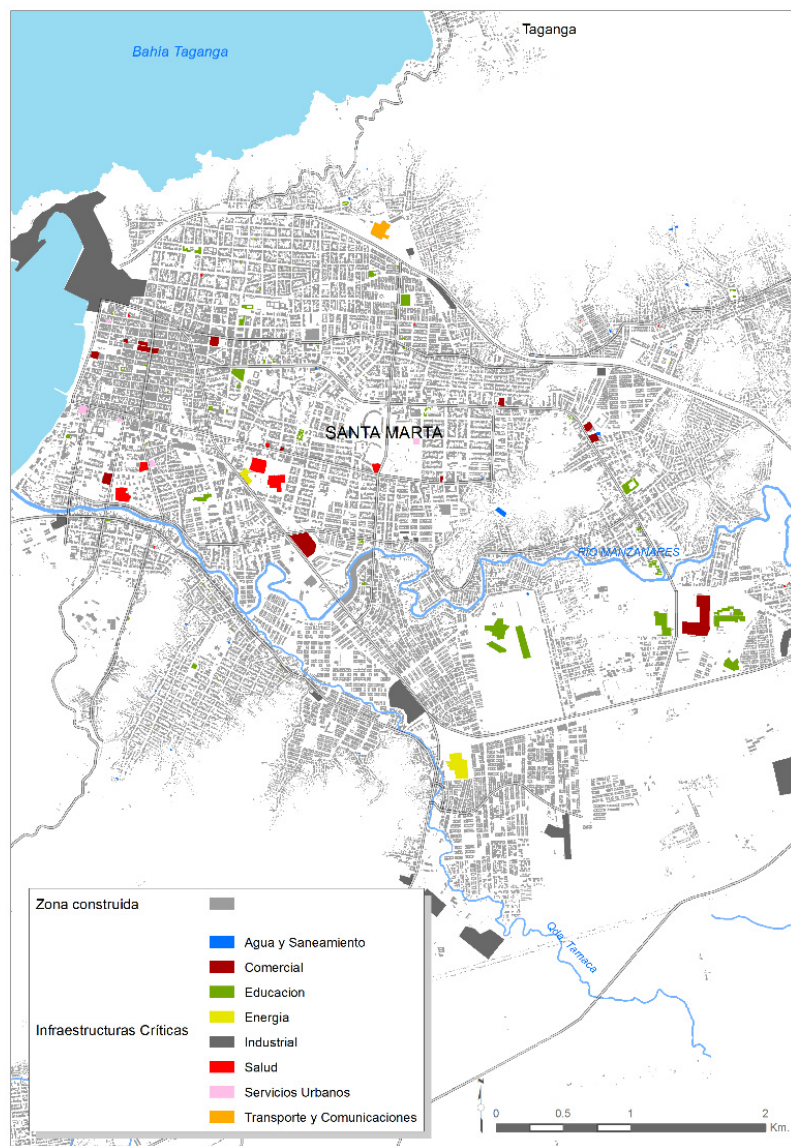 Taganga
Bahia Taganga
SANTA MARTA
RIO MANZANARES
Qda. Tamaca
Zona construida
Infraestructuras Críticas
Agua y Saneamiento
Comercial
Educacion
Energia
Industrial
Salud
Servicios Urbanos
Transporte y Comunicaciones
N
0 0.5 1 2
Km.